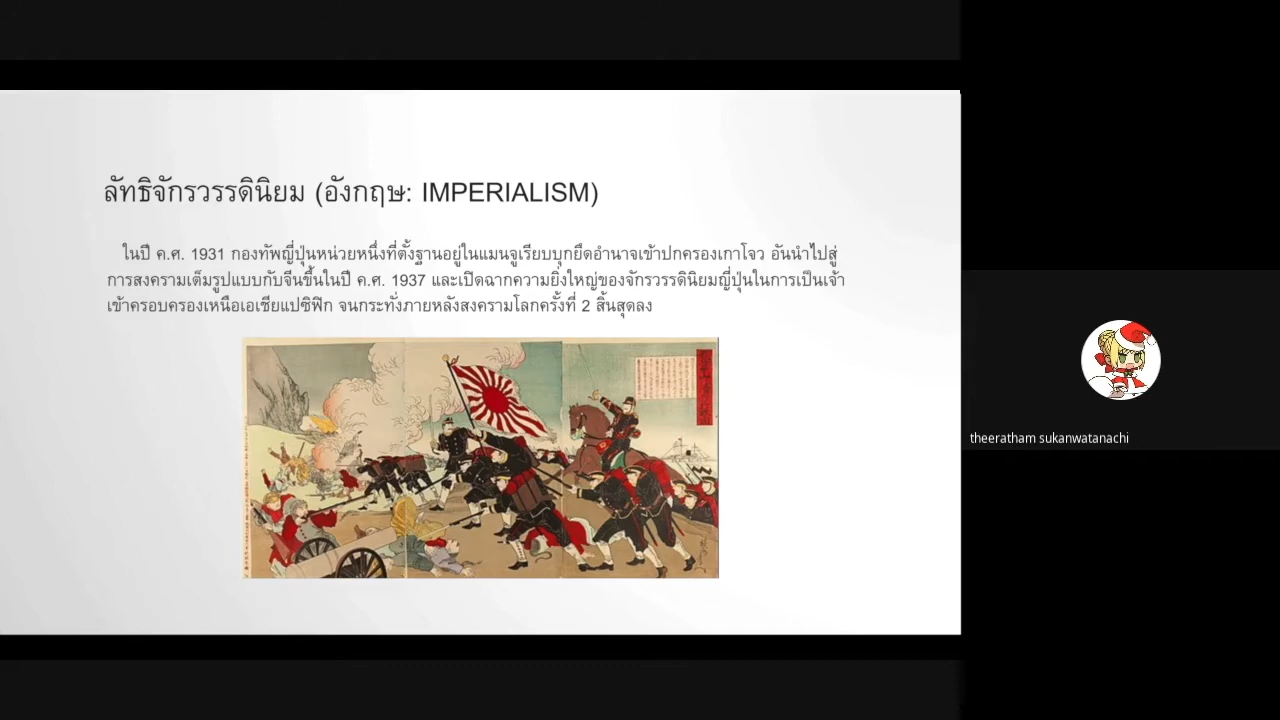 ลัทธิจักรวรรดินิยม (อังกฤษ: IMPERIALISM)
ในปี ค.ศ. 1931 กองทัพญี่ปุ่นหน่วยหนึ่งที่ตั้งฐานอยู่ในแมนจูเรียบบุกยึดอำนาจเข้าปกครองเกาโจว อันนำไปสู่
การสงครามเต็มรูปแบบกับจีนขึ้นในปี ค.ศ. 1937 และเปิดฉากความยิ่งใหญ่ของจักรวรรดินิยมญี่ปุ่นในการเป็นเจ้า
เข้าครอบครองเหนือเอเชียแปซิฟิก จนกระทั่งภายหลังสงครามโลกครั้งที่ 2 สิ้นสุดลง
theeratham sukanwatanachi